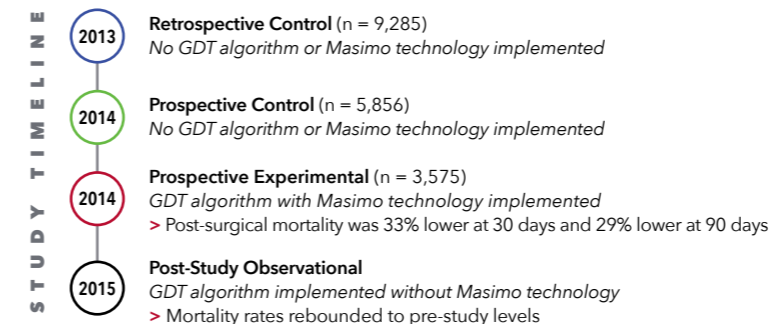 STUDY TIMELINE
2013
Retrospective Control (n = 9,285)
No GDT algorithm or Masimo technology implemented
2014
Prospective Control (n = 5,856)
No GDT algorithm or Masimo technology implemented
2014
Prospective Experimental (n = 3,575)
GDT algorithm with Masimo technology implemented
> Post-surgical mortality was 33% lower at 30 days and 29% lower at 90 days
2015
Post-Study Observational
GDT algorithm implemented without Masimo technology
> Mortality rates rebounded to pre-study levels